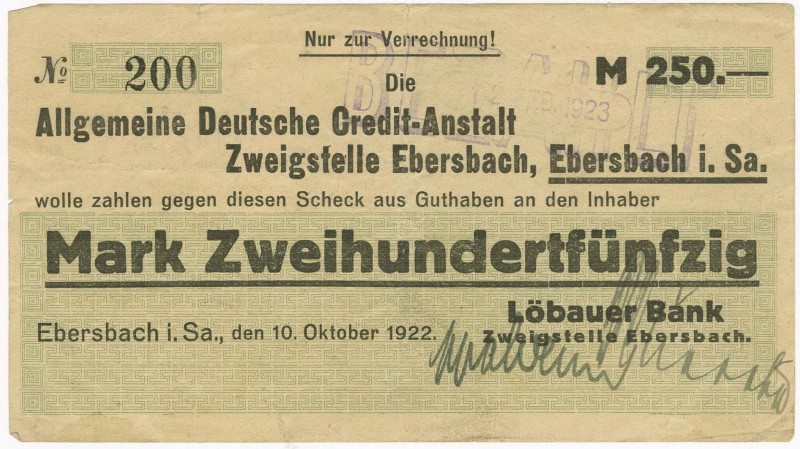 Nur zur Verrechnung!
№ 200
M 250.—
Die
Allgemeine Deutsche Credit-Anstalt
Zweigstelle Ebersbach, Ebersbach i. Sa.
wolle zahlen gegen diesen Scheck aus Guthaben an den Inhaber
Mark Zweihundertfünfzig
Löbauer Bank
Zweigstelle Ebersbach.
Ebersbach i. Sa., den 10. Oktober 1922.
1923